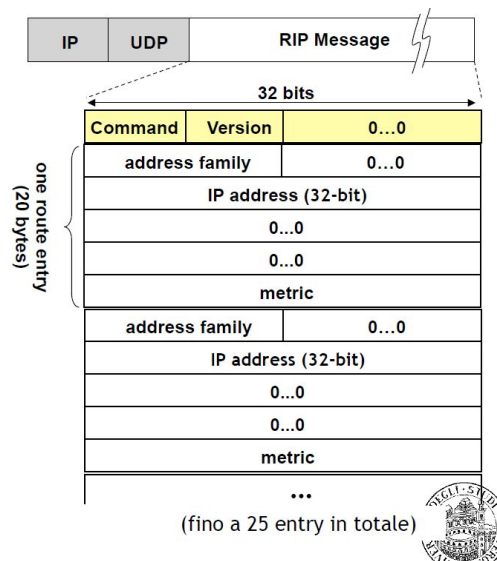 IP UDP RIP Message
32 bits
Command Version 0...0
one route entry
(20 bytes)
address family 0...0
IP address (32-bit)
0...0
0...0
metric
address family 0...0
IP address (32-bit)
0...0
0...0
metric
...
(fino a 25 entry in totale)
DEGLI·STU